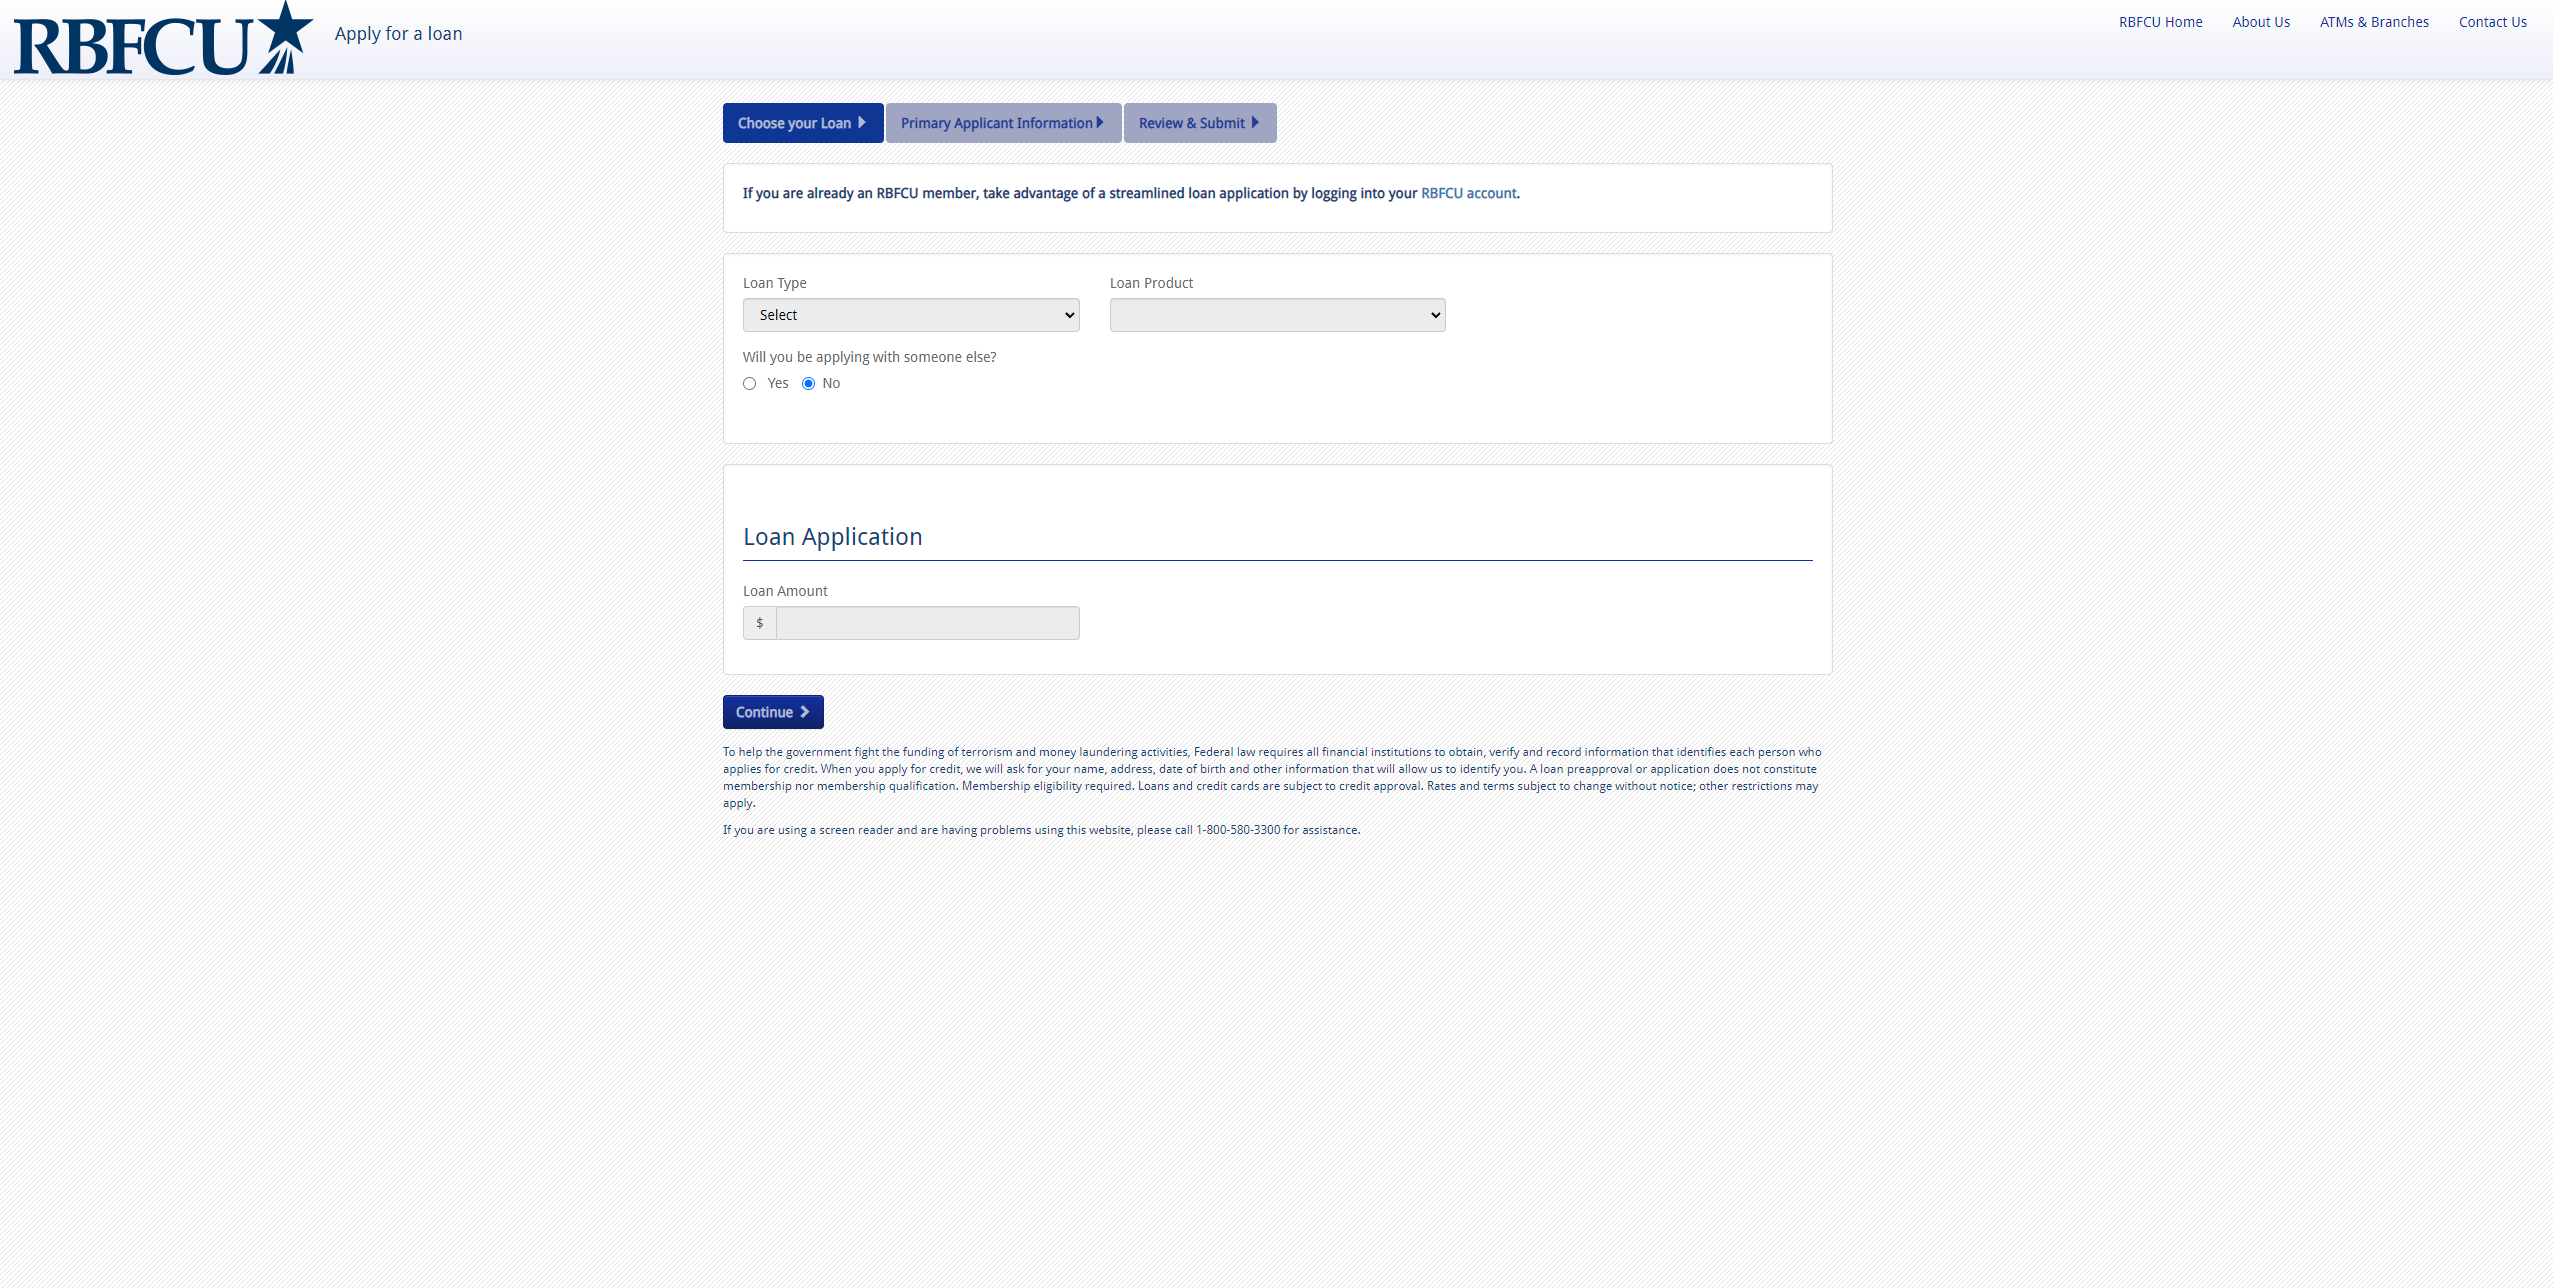 RBFCU
Apply for a loan
RBFCU Home
About Us
ATMs & Branches
Contact Us
Choose your Loan
Primary Applicant Information
Review & Submit
If you are already an RBFCU member, take advantage of a streamlined loan application by logging into your RBFCU account.
Loan Type
Loan Product
Select
Will you be applying with someone else?
Yes
No
Loan Application
Loan Amount
$
Continue
To help the government fight the funding of terrorism and money laundering activities, Federal law requires all financial institutions to obtain, verify and record information that identifies each person who
applies for credit. When you apply for credit, we will ask for your name, address, date of birth and other information that will allow us to identify you. A loan preapproval or application does not constitute
membership nor membership qualification. Membership eligibility required. Loans and credit cards are subject to credit approval. Rates and terms subject to change without notice; other restrictions may
apply.
If you are using a screen reader and are having problems using this website, please call 1-800-580-3300 for assistance.